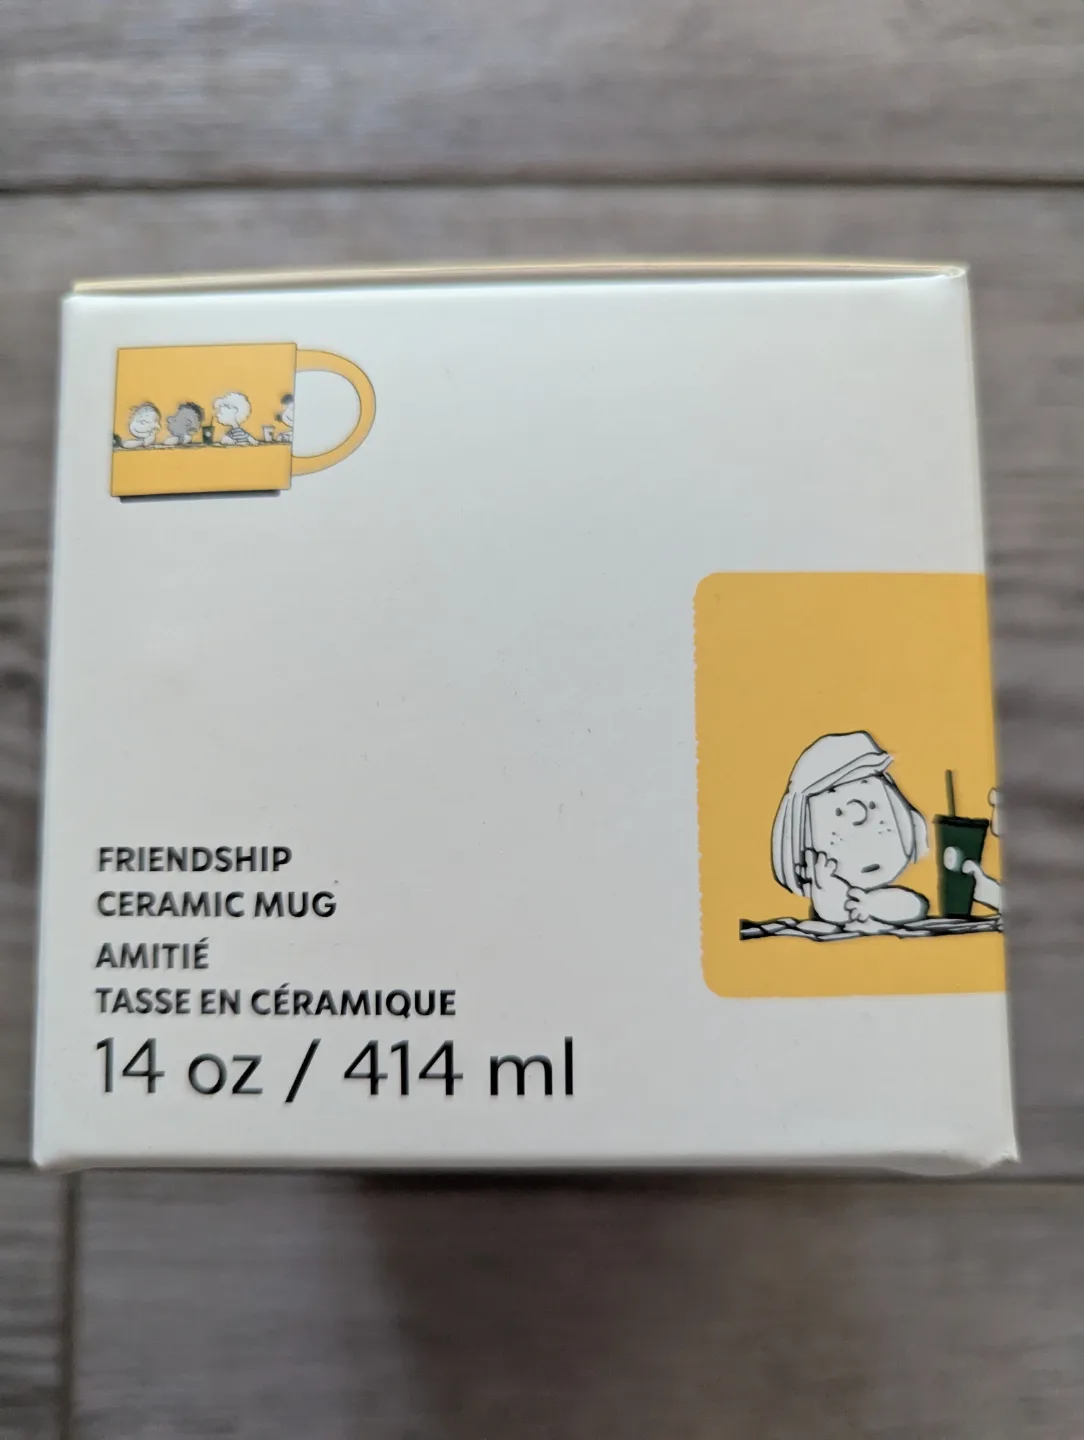 FRIENDSHIP
CERAMIC MUG
AMITIÉ
TASSE EN CÉRAMIQUE
14 oz / 414 ml